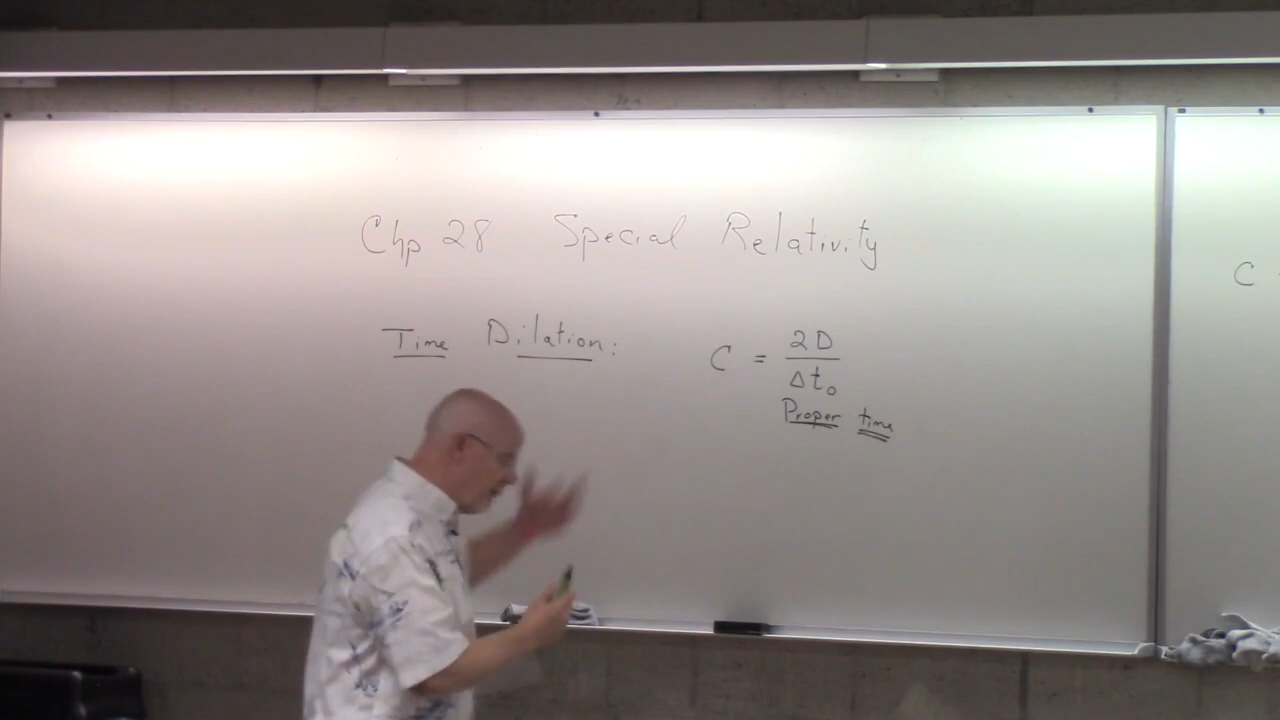 Chp 28 Special Relativity
Time Dilation:
C = 2D / Δt₀
Proper time
C